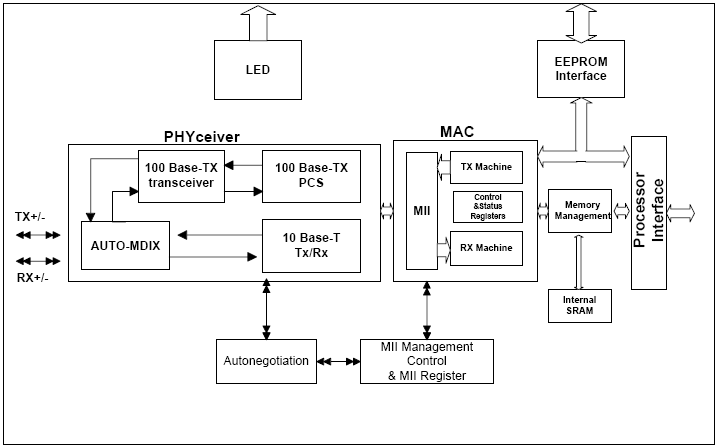 LED
EEPROM
Interface
PHYceiver
MAC
100 Base-TX
transceiver
100 Base-TX
PCS
TX+/-
RX+/-
AUTO-MDIX
10 Base-T
Tx/Rx
MII
TX Machine
Control
&Status
Registers
RX Machine
Memory
Management
Processor
Interface
Internal
SRAM
Autonegotiation
MII Management
Control
& MII Register